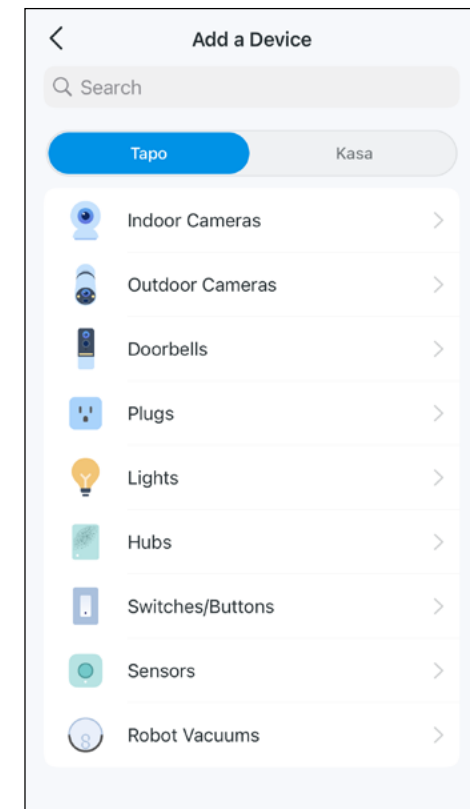 Add a Device
Search
Tapo
Kasa
Indoor Cameras
Outdoor Cameras
Doorbells
Plugs
Lights
Hubs
Switches/Buttons
Sensors
Robot Vacuums